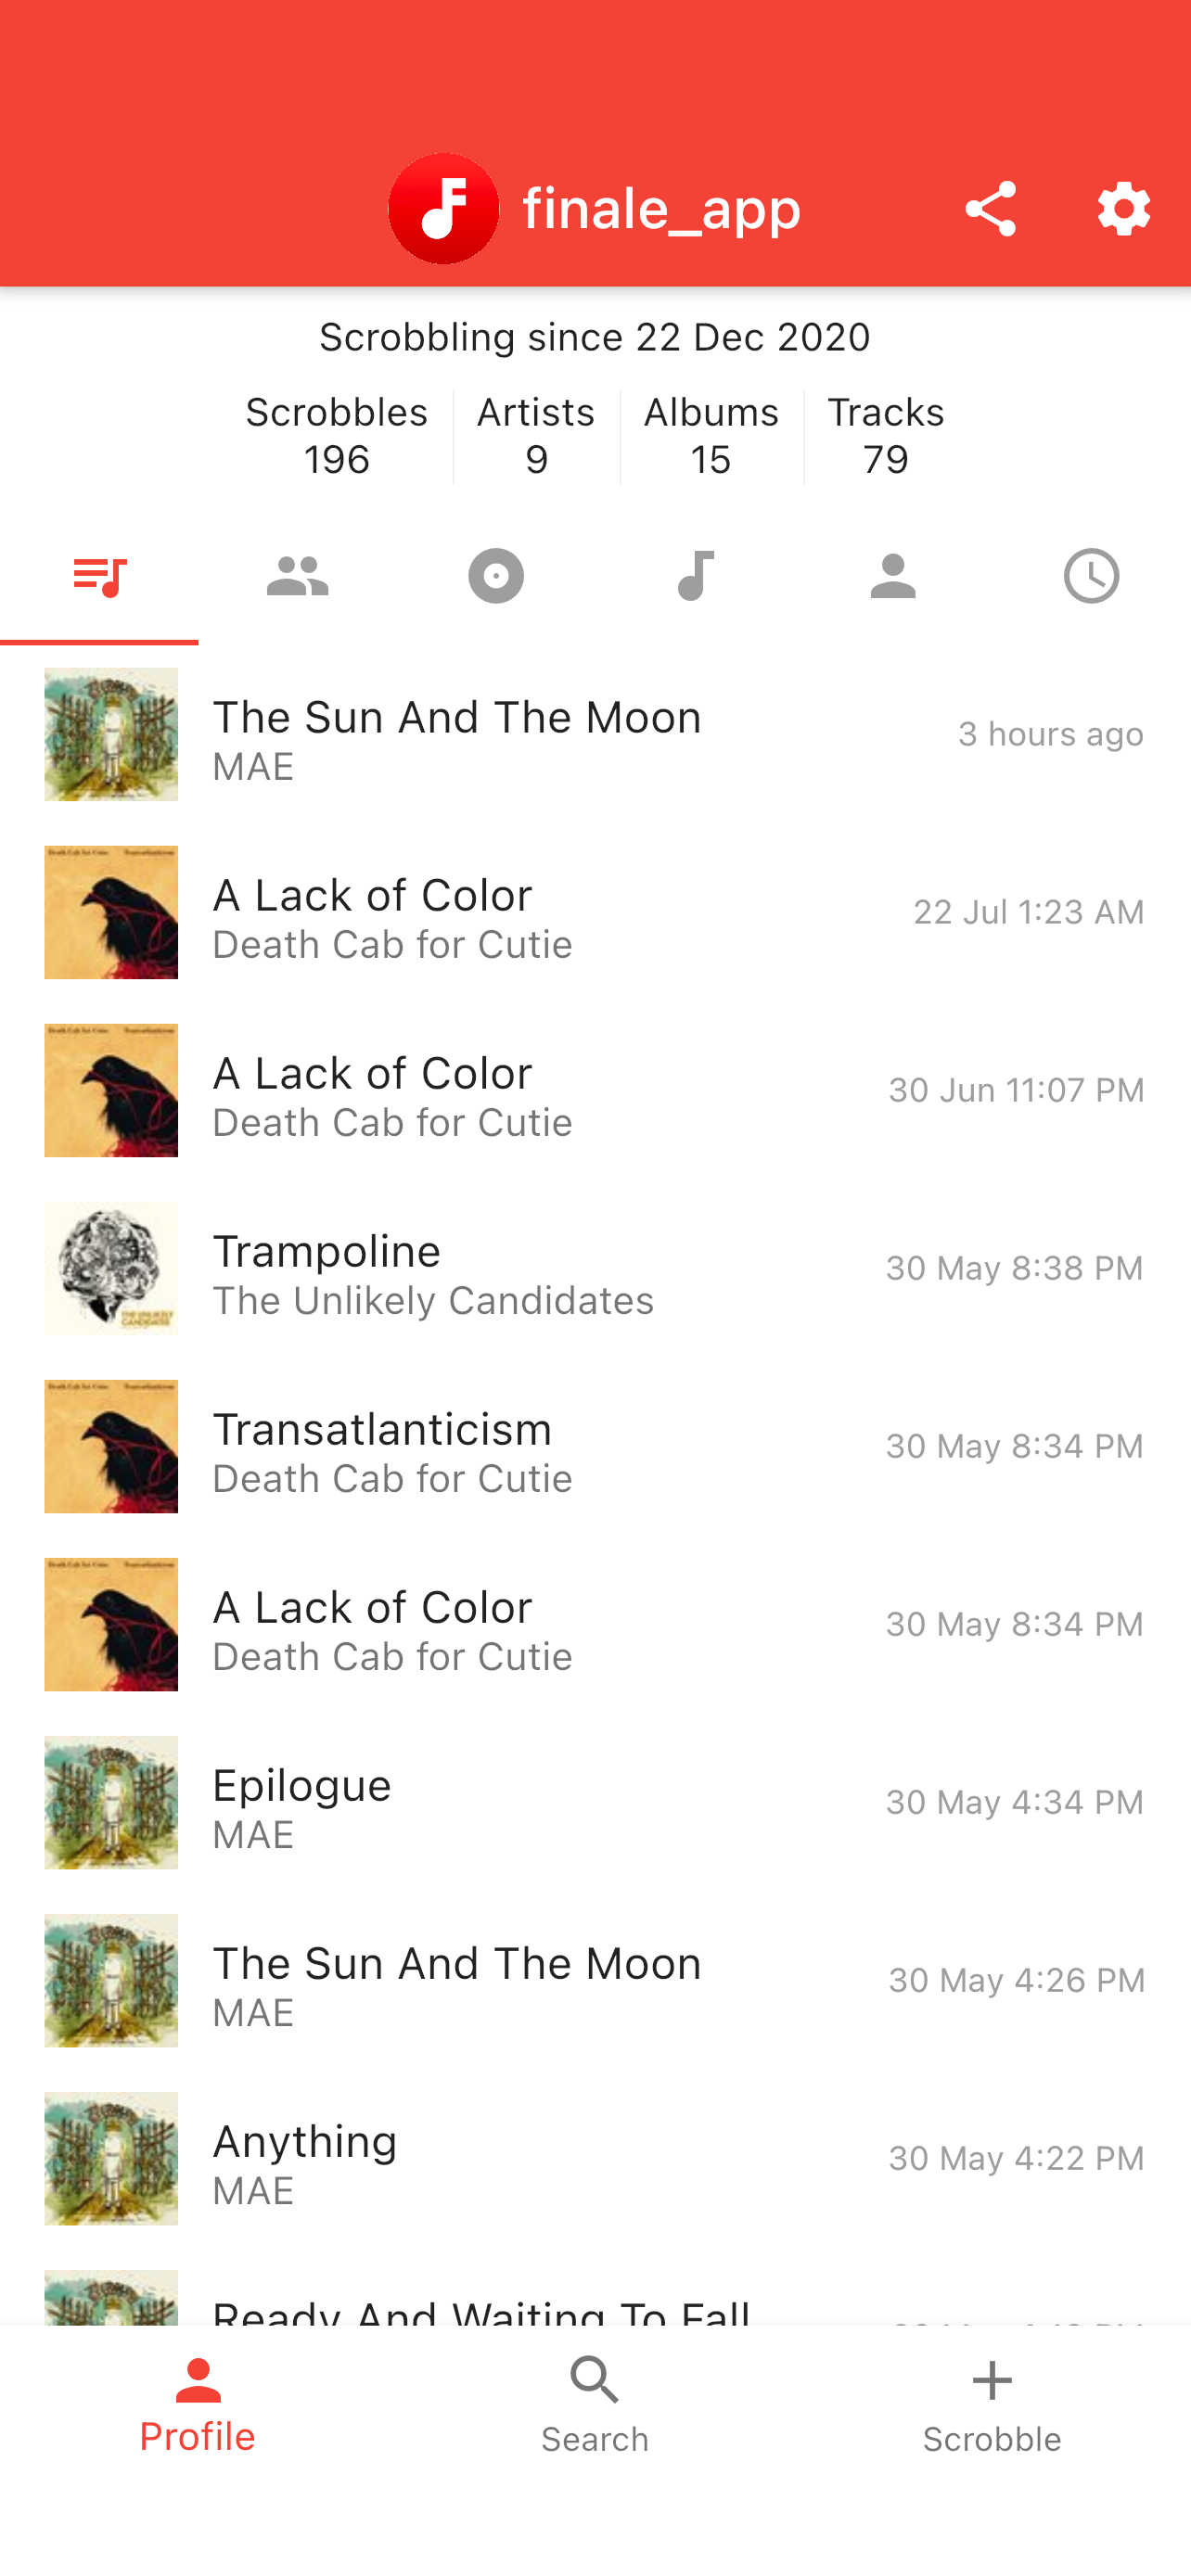 finale_app
Scrobbling since 22 Dec 2020
Scrobbles Artists Albums Tracks
196 9 15 79
The Sun And The Moon
MAE
3 hours ago
A Lack of Color
Death Cab for Cutie
22 Jul 1:23 AM
A Lack of Color
Death Cab for Cutie
30 Jun 11:07 PM
THE UNLIKELY
CANDIDATES
Trampoline
The Unlikely Candidates
30 May 8:38 PM
Transatlanticism
Death Cab for Cutie
30 May 8:34 PM
A Lack of Color
Death Cab for Cutie
30 May 8:34 PM
Epilogue
MAE
30 May 4:34 PM
The Sun And The Moon
MAE
30 May 4:26 PM
Anything
MAE
30 May 4:22 PM
Ready And Waiting To Fall
Profile
Search
Scrobble